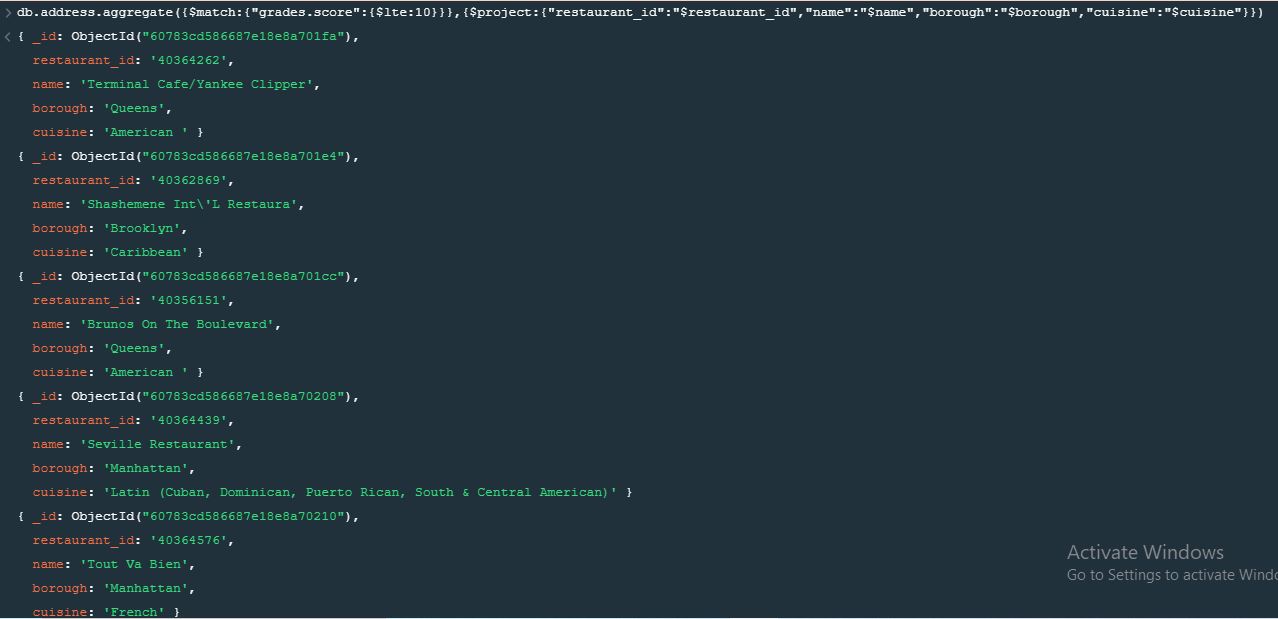 > db.address.aggregate({$match:{"grades.score":{$lte:10}}},{$project:{"restaurant_id":"$restaurant_id","name":"$name","borough":"$borough","cuisine":"$cuisine"}})
< { _id: ObjectId("60783cd586687e18e8a701fa"),
restaurant_id: '40364262',
name: 'Terminal Cafe/Yankee Clipper',
borough: 'Queens',
cuisine: 'American ' }
{ _id: ObjectId("60783cd586687e18e8a701e4"),
restaurant_id: '40362869',
name: 'Shashemene Int\'L Restaura',
borough: 'Brooklyn',
cuisine: 'Caribbean' }
{ _id: ObjectId("60783cd586687e18e8a701cc"),
restaurant_id: '40356151',
name: 'Brunos On The Boulevard',
borough: 'Queens',
cuisine: 'American ' }
{ _id: ObjectId("60783cd586687e18e8a70208"),
restaurant_id: '40364439',
name: 'Seville Restaurant',
borough: 'Manhattan',
cuisine: 'Latin (Cuban, Dominican, Puerto Rican, South & Central American)' }
{ _id: ObjectId("60783cd586687e18e8a70210"),
restaurant_id: '40364576',
name: 'Tout Va Bien',
borough: 'Manhattan',
cuisine: 'French' }
Activate Windows
Go to Settings to activate Windo